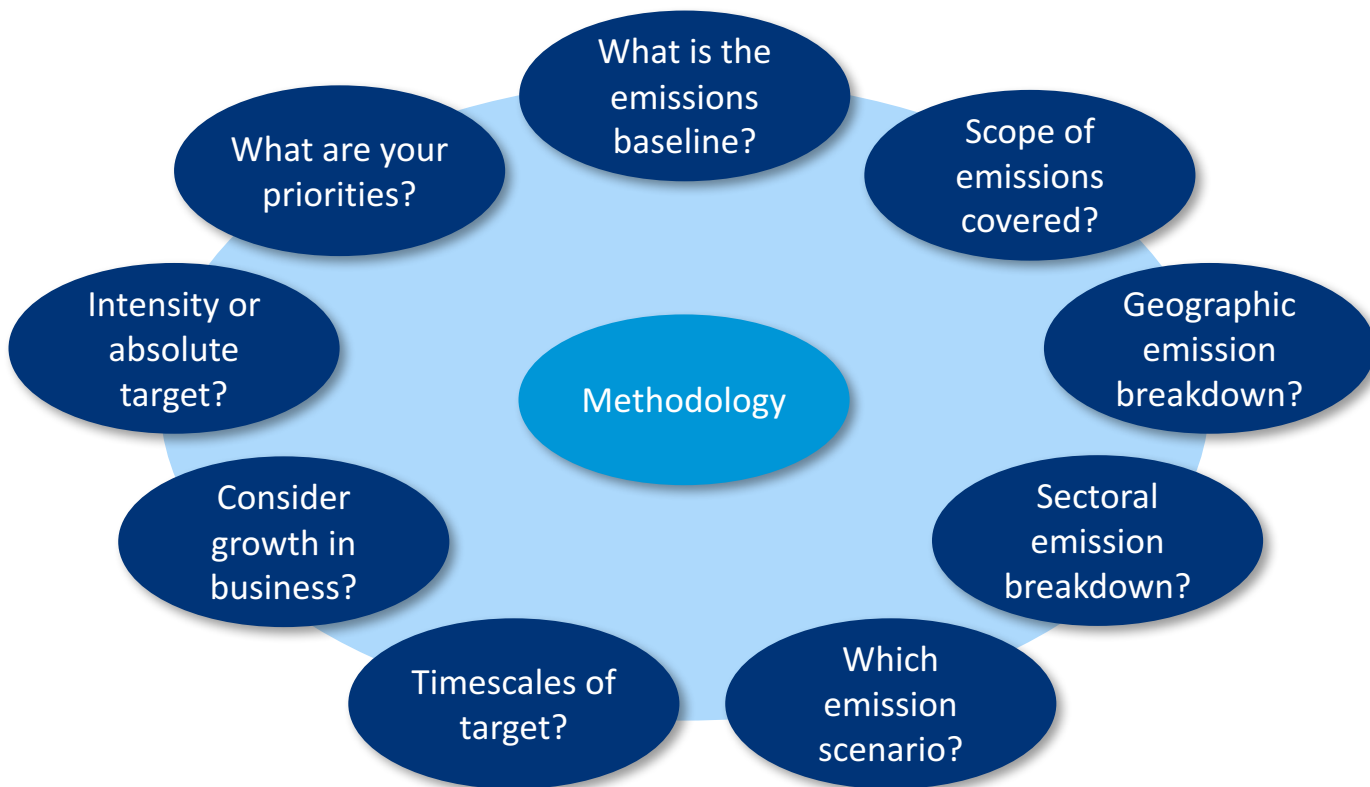 What is the
emissions
baseline?
Scope of
emissions
covered?
Geographic
emission
breakdown?
Sectoral
emission
breakdown?
Which
emission
scenario?
Timescales of
target?
Consider
growth in
business?
Intensity or
absolute
target?
What are your
priorities?
Methodology